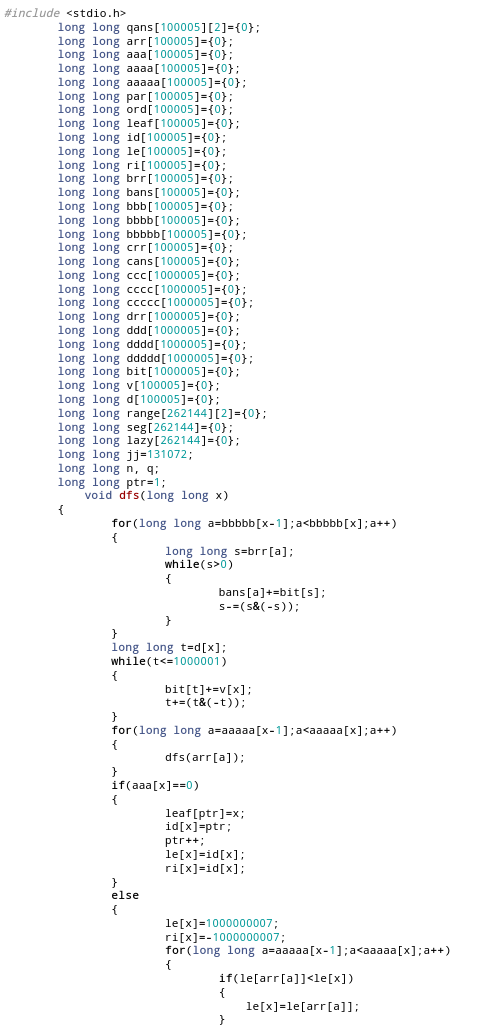 #include <stdio.h>
long long qans[100005][2]={0};
long long arr[100005]={0};
long long aaa[100005]={0};
long long aaaa[100005]={0};
long long aaaaa[100005]={0};
long long par[100005]={0};
long long ord[100005]={0};
long long leaf[100005]={0};
long long id[100005]={0};
long long le[100005]={0};
long long ri[100005]={0};
long long brr[100005]={0};
long long bans[100005]={0};
long long bbb[100005]={0};
long long bbbb[100005]={0};
long long bbbbb[100005]={0};
long long crr[100005]={0};
long long cans[100005]={0};
long long ccc[100005]={0};
long long cccc[100005]={0};
long long ccccc[100005]={0};
long long drr[100005]={0};
long long ddd[100005]={0};
long long dddd[100005]={0};
long long ddddd[100005]={0};
long long bit[1000005]={0};
long long v[100005]={0};
long long d[100005]={0};
long long range[262144][2]={0};
long long seg[262144]={0};
long long lazy[262144]={0};
long long jj=131072;
long long n, q;
long long ptr=1;
void dfs(long long x)
{
for(long long a=bbbbb[x-1];a<bbbbb[x];a++)
{
long long s=brr[a];
while(s>0)
{
bans[a]+=bit[s];
s-=(s&(-s));
}
}
long long t=d[x];
while(t<=1000001)
{
bit[t]+=v[x];
t+=(t&(-t));
}
for(long long a=aaaaa[x-1];a<aaaaa[x];a++)
{
dfs(arr[a]);
}
if(aaa[x]==0)
{
leaf[ptr]=x;
id[x]=ptr;
ptr++;
le[x]=id[x];
ri[x]=id[x];
}
else
{
le[x]=1000000007;
ri[x]=-1000000007;
for(long long a=aaaaa[x-1];a<aaaaa[x];a++)
{
if(le[arr[a]]<le[x])
{
le[x]=le[arr[a]];
}